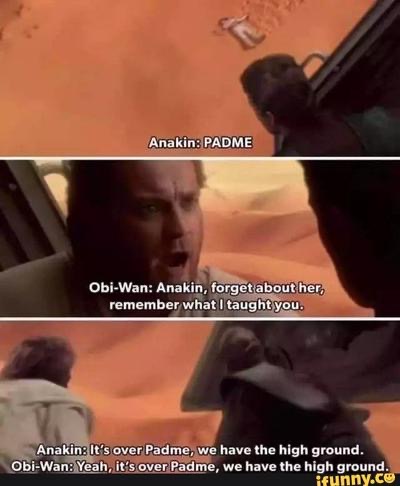 Anakin: PADME
Obi-Wan: Anakin, forget about her,
remember what I taught you.
Anakin: It's over Padme, we have the high ground.
Obi-Wan: Yeah, it's over Padme, we have the high ground.
ifunny.co